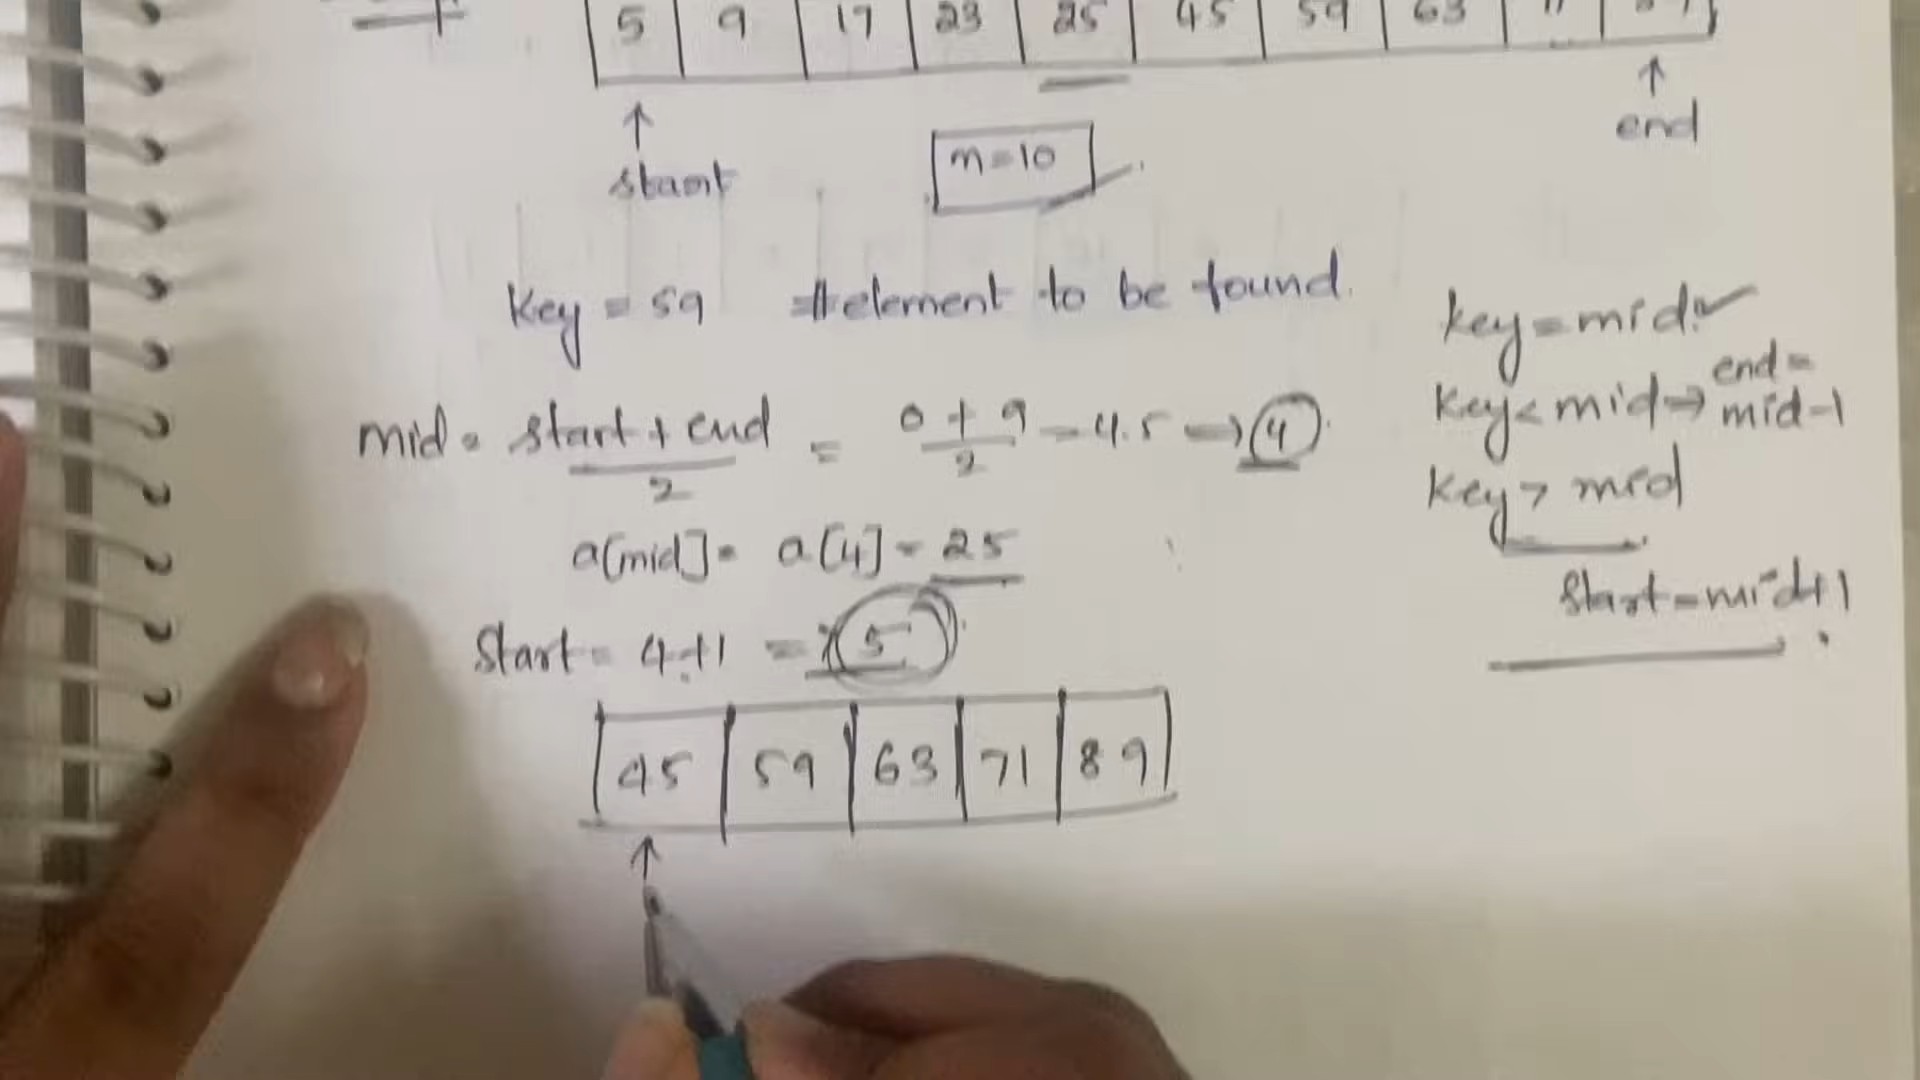 5 9 17 23 25 45 59 63
start
n=10
end
Key = 59 # element to be found.
mid = start + end / 2 = 0 + 9 / 2 = 4.5 → 4
a[mid] = a[4] = 25
start = 4+1 = 5
45 59 63 71 89
key = mid ✓
key < mid → end = mid-1
key > mid
start = mid+1